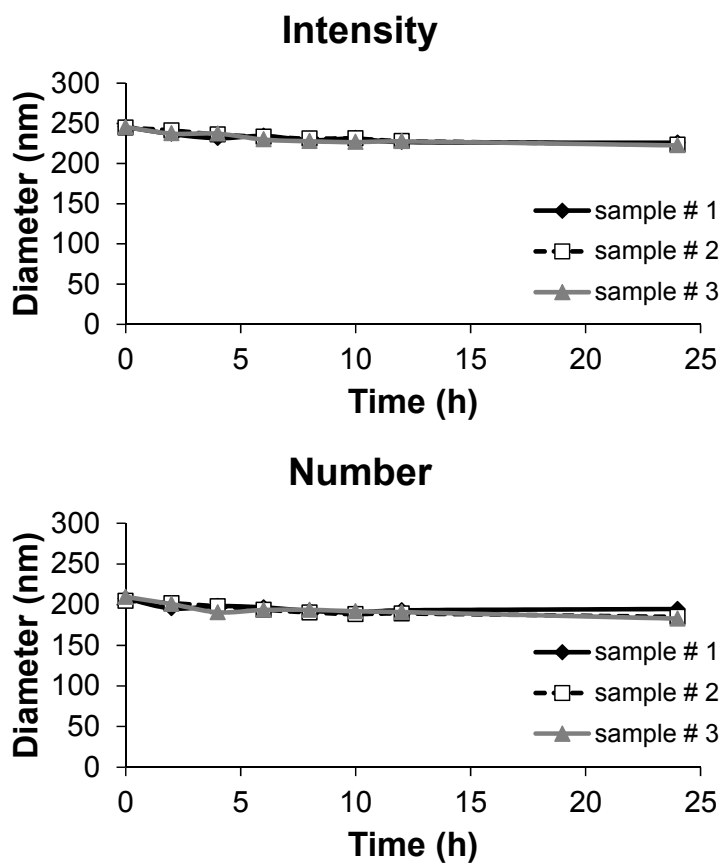 Intensity
Diameter (nm)
300
250
200
150
100
50
0
0 5 10 15 20 25
Time (h)
sample # 1
sample # 2
sample # 3
Number
Diameter (nm)
300
250
200
150
100
50
0
0 5 10 15 20 25
Time (h)
sample # 1
sample # 2
sample # 3